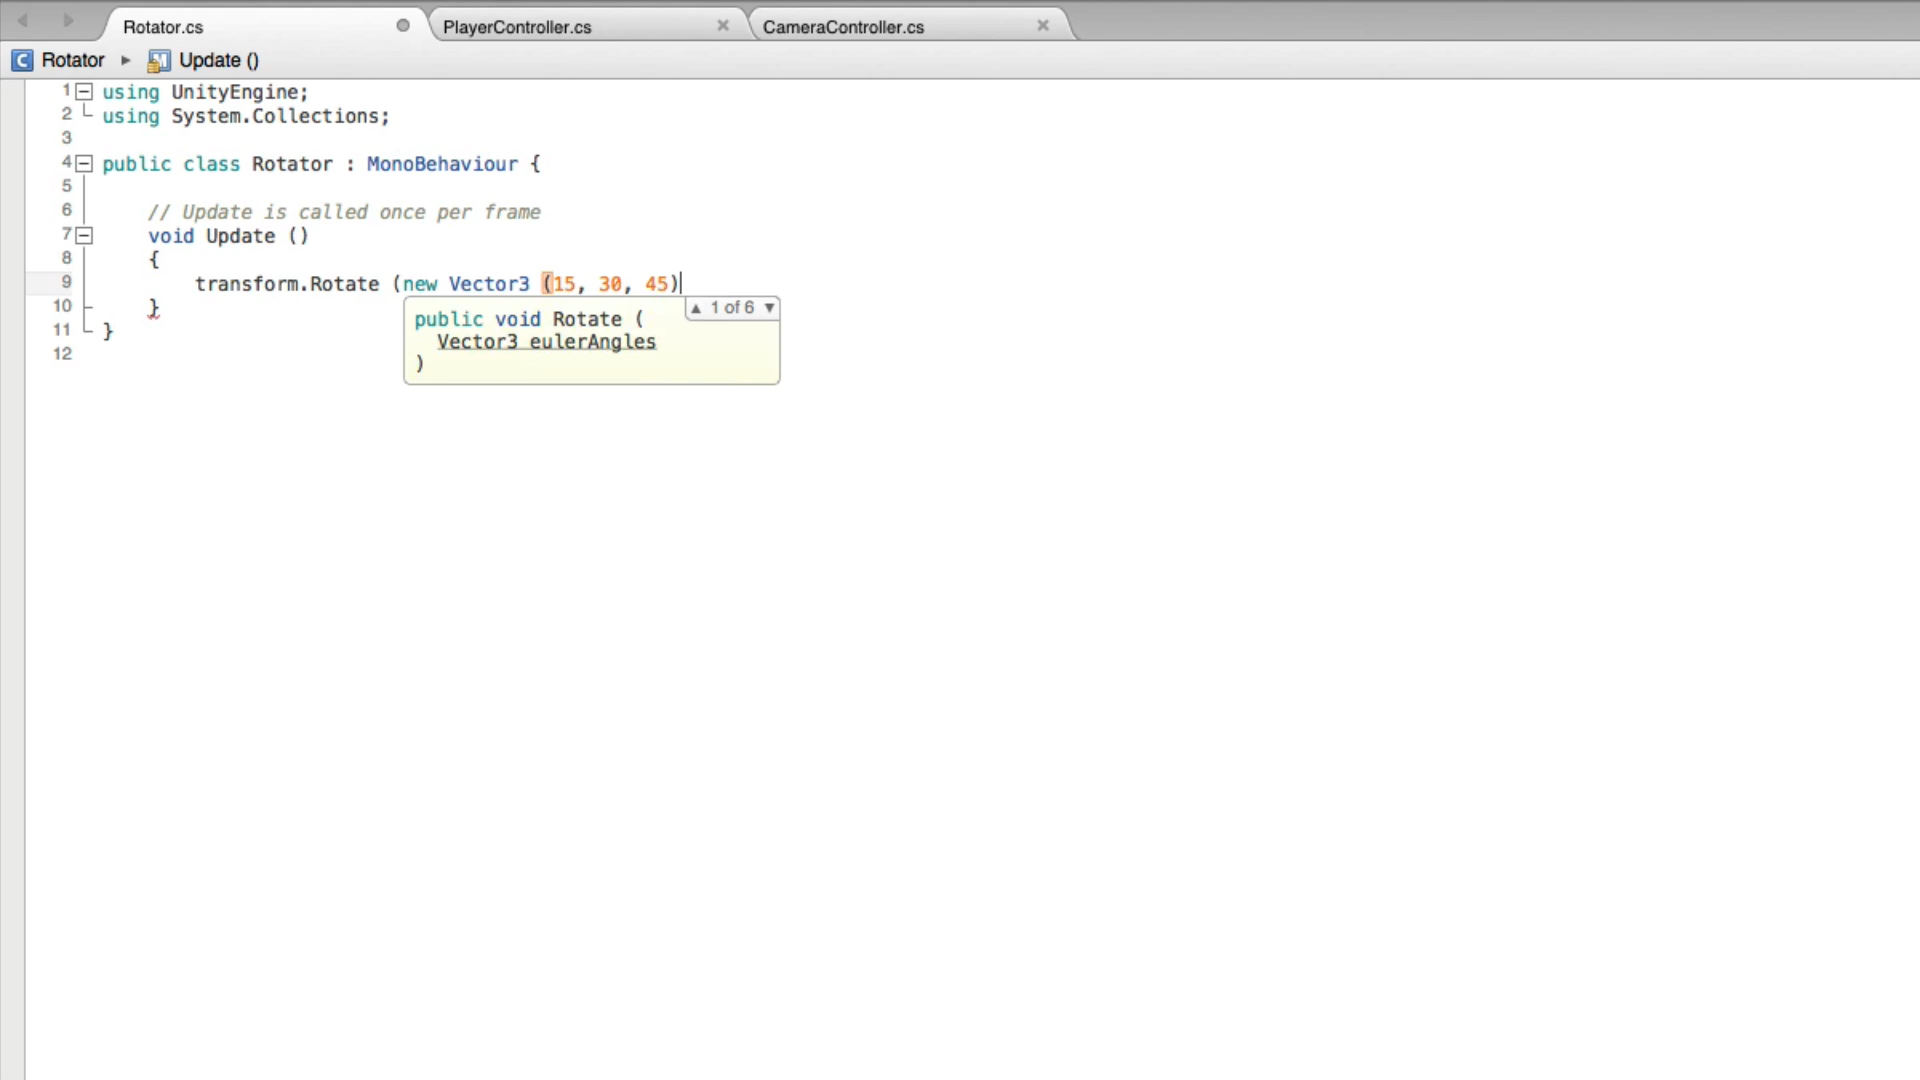 Rotator.cs PlayerController.cs CameraController.cs
Rotator Update ()
1 using UnityEngine;
2 using System.Collections;
3
4 public class Rotator : MonoBehaviour {
5
6 // Update is called once per frame
7 void Update ()
8 {
9 transform.Rotate (new Vector3 (15, 30, 45)
10 }
11 }
12
1 of 6
public void Rotate (
Vector3 eulerAngles
)